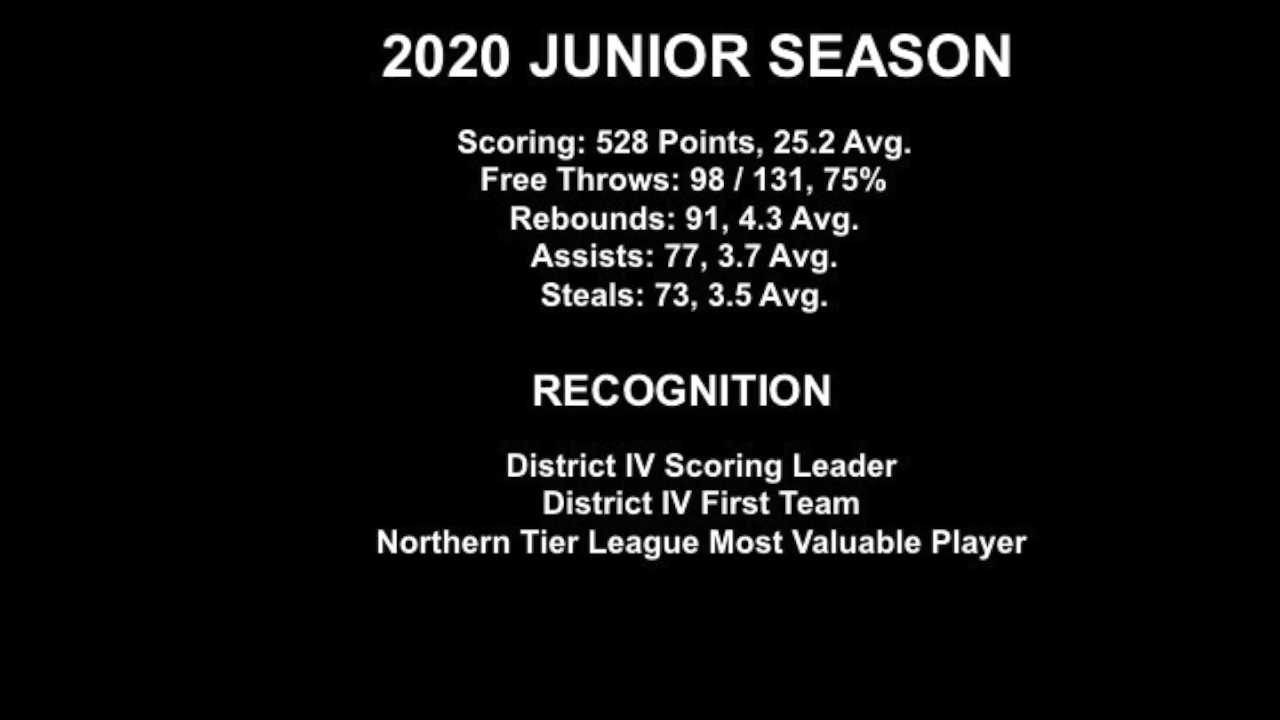 2020 JUNIOR SEASON
Scoring: 528 Points, 25.2 Avg.
Free Throws: 98 / 131, 75%
Rebounds: 91, 4.3 Avg.
Assists: 77, 3.7 Avg.
Steals: 73, 3.5 Avg.
RECOGNITION
District IV Scoring Leader
District IV First Team
Northern Tier League Most Valuable Player